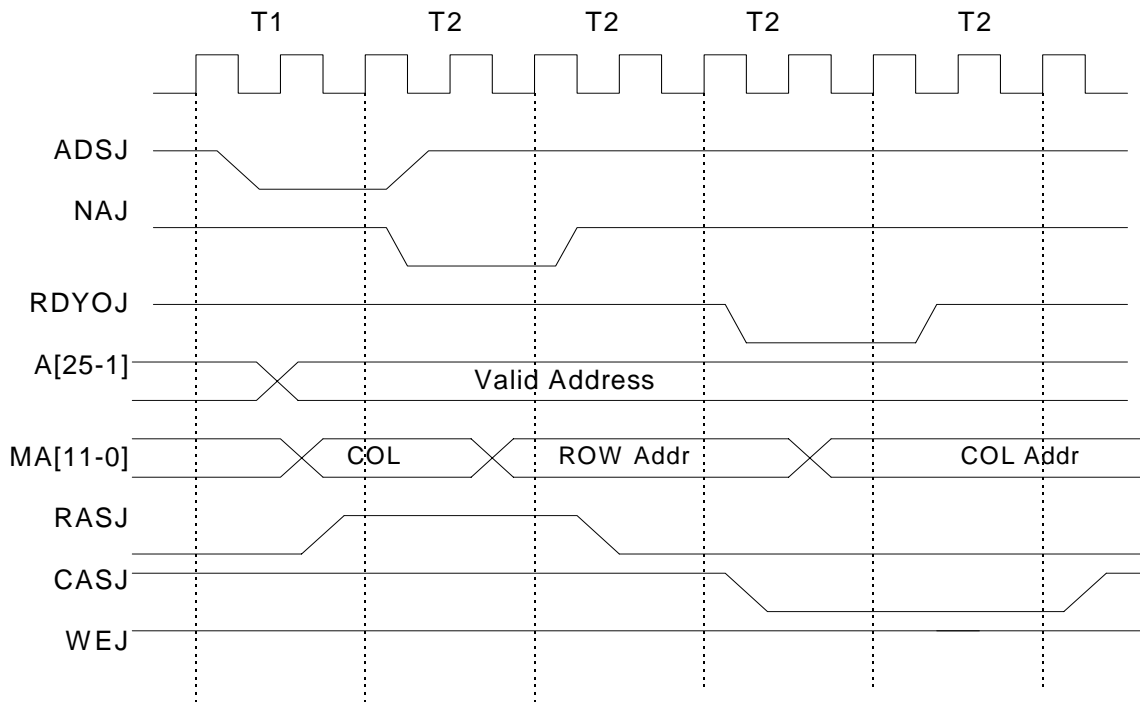 T1 T2 T2 T2 T2
ADSJ
NAJ
RDYOJ
A[25-1]
Valid Address
MA[11-0]
COL
ROW Addr
COL Addr
RASJ
CASJ
WEJ